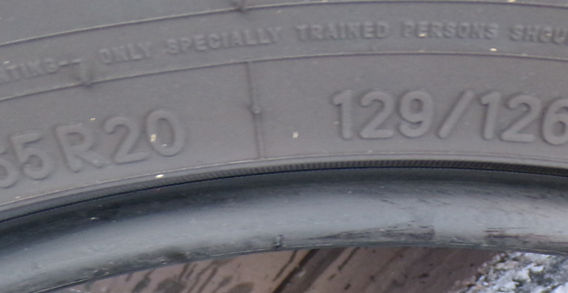 ONLY SPECIALLY TRAINED PERSONS
55R20 129/126